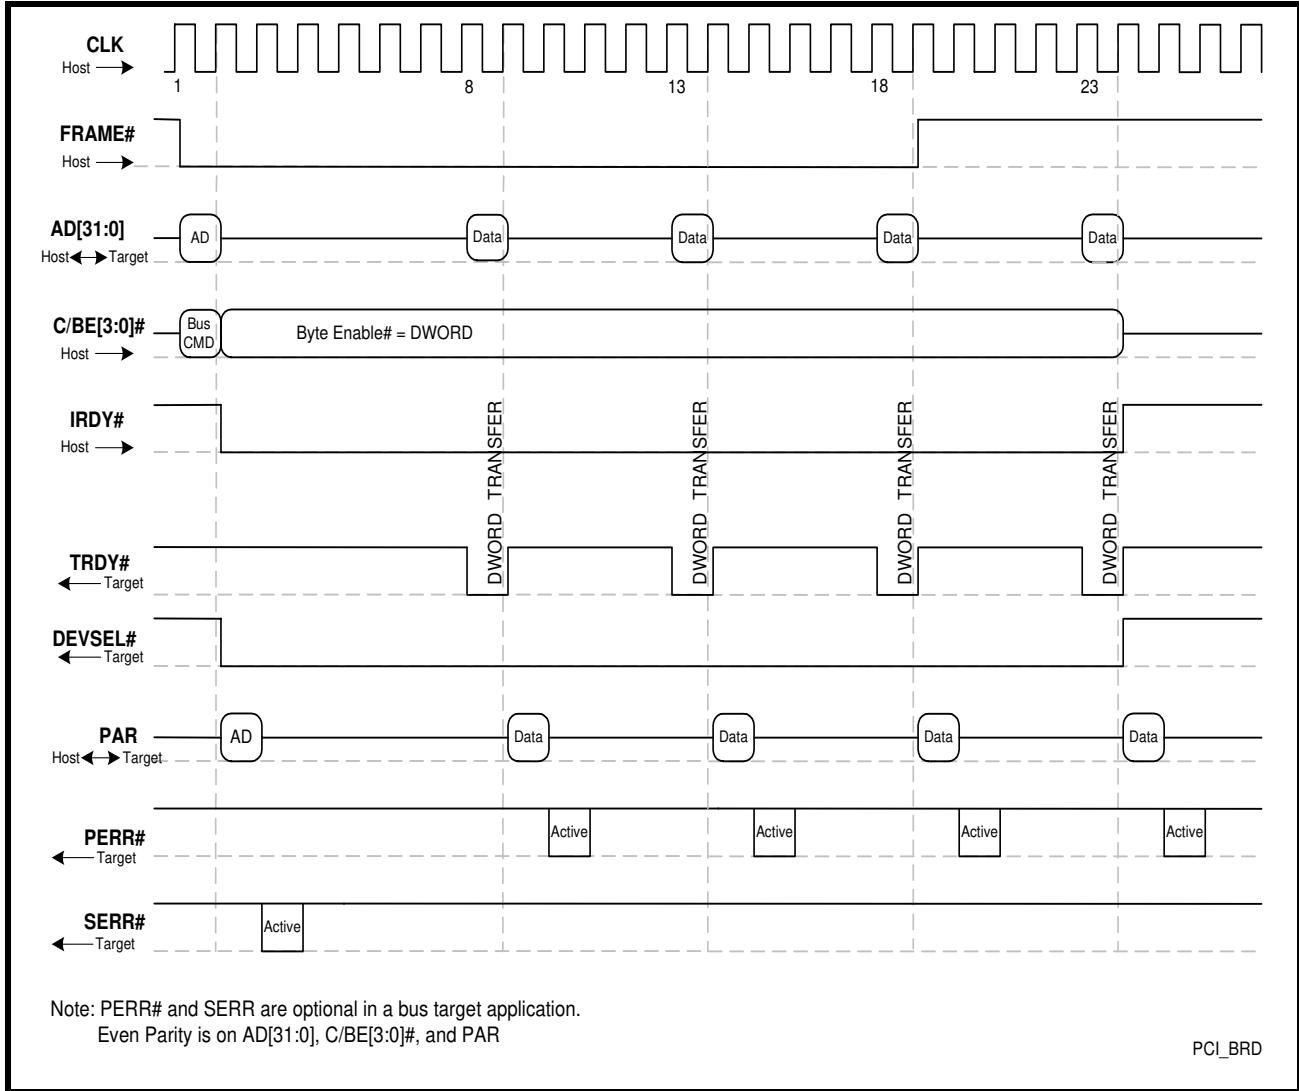 CLK
Host
1
8
13
18
23
FRAME#
Host
AD[31:0]
Host Target
AD
Data
Data
Data
Data
C/BE[3:0]#
Host
Bus
CMD
Byte Enable# = DWORD
IRDY#
Host
DWORD TRANSFER
DWORD TRANSFER
DWORD TRANSFER
DWORD TRANSFER
TRDY#
Target
DEVSEL#
Target
PAR
Host Target
AD
Data
Data
Data
Data
PERR#
Target
Active
Active
Active
Active
SERR#
Target
Active
Note: PERR# and SERR are optional in a bus target application.
Even Parity is on AD[31:0], C/BE[3:0]#, and PAR
PCI_BRD